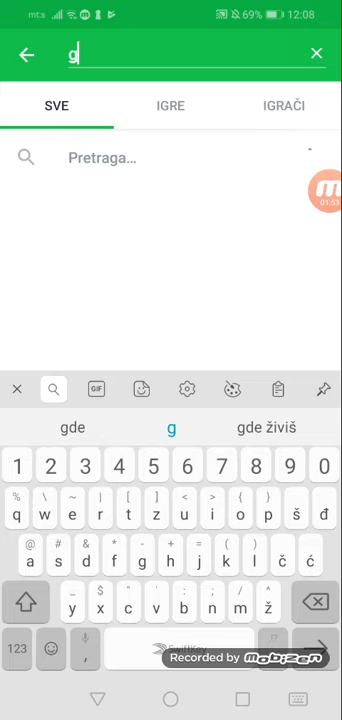 mt:s 69% 12:08
g
SVE IGRE IGRAČI
Pretraga...
01:53
GIF
gde g gde živiš
1 2 3 4 5 6 7 8 9 0
% \ ~ | [ ] < > { }
q w e r t z u i o p š đ
@ # & * - + = ( )
a s d f g h j k l č ć
_ $ " ' : ; / ^
y x c v b n m ž
123 , SwiftKey
Recorded by mobizen